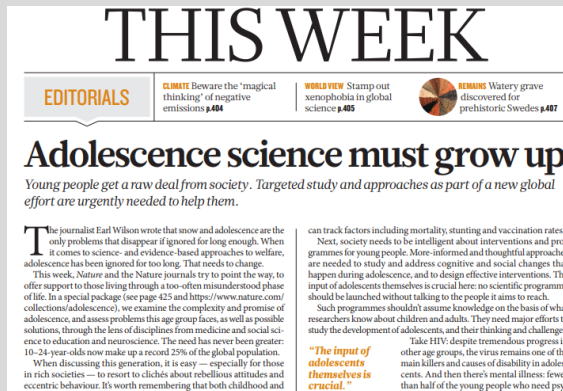 THIS WEEK
EDITORIALS
CLIMATE Beware the ‘magical
thinking’ of negative
emissions p.404
WORLD VIEW Stamp out
xenophobia in global
science p.405
REMAINS Watery grave
discovered for
prehistoric Swedes p.407
Adolescence science must grow up
Young people get a raw deal from society. Targeted study and approaches as part of a new global
effort are urgently needed to help them.
The journalist Earl Wilson wrote that snow and adolescence are the
only problems that disappear if ignored for long enough. When
it comes to science- and evidence-based approaches to welfare,
adolescence has been ignored for too long. That needs to change.
This week, Nature and the Nature journals try to point the way, to
offer support to those living through a too-often misunderstood phase
of life. In a special package (see page 425 and https://www.nature.com/
collections/adolescence), we examine the complexity and promise of
adolescence, and assess problems this age group faces, as well as possible
solutions, through the lens of disciplines from medicine and social sci-
ence to education and neuroscience. The need has never been greater:
10–24-year-olds now make up a record 25% of the global population.
When discussing this generation, it is easy — especially for those
in rich societies — to resort to clichés about rebellious attitudes and
eccentric behaviour. It’s worth remembering that both childhood and
can track factors including mortality, stunting and vaccination rates
Next, society needs to be intelligent about interventions and pro
grammes for young people. More-informed and thoughtful approache
are needed to study and address cognitive and social changes tha
happen during adolescence, and to design effective interventions. Th
input of adolescents themselves is crucial here: no scientific programm
should be launched without talking to the people it aims to reach.
Such programmes shouldn’t assume knowledge on the basis of wha
researchers know about children and adults. They need major efforts t
study the development of adolescents, and their thinking and challenge
“The input of
adolescents
themselves is
crucial.”
Take HIV: despite tremendous progress i
other age groups, the virus remains one of th
main killers and causes of disability in adoles
cents. And then there’s mental illness: fewe
than half of the young people who need psy